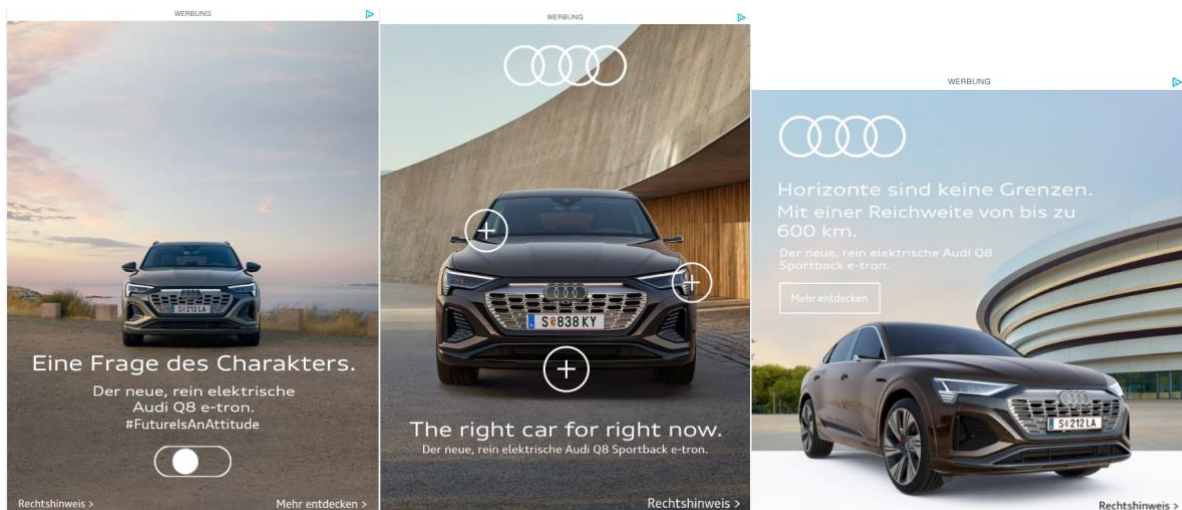 WERBUNG
Eine Frage des Charakters.
Der neue, rein elektrische
Audi Q8 e-tron.
#FutureIsAnAttitude
Rechtshinweis >
Mehr entdecken >
WERBUNG
S 838 KY
The right car for right now.
Der neue, rein elektrische Audi Q8 Sportback e-tron.
Rechtshinweis >
WERBUNG
Horizonte sind keine Grenzen.
Mit einer Reichweite von bis zu
600 km.
Der neue, rein elektrische Audi Q8
Sportback e-tron.
Mehr entdecken
S 212 LA
Rechtshinweis >